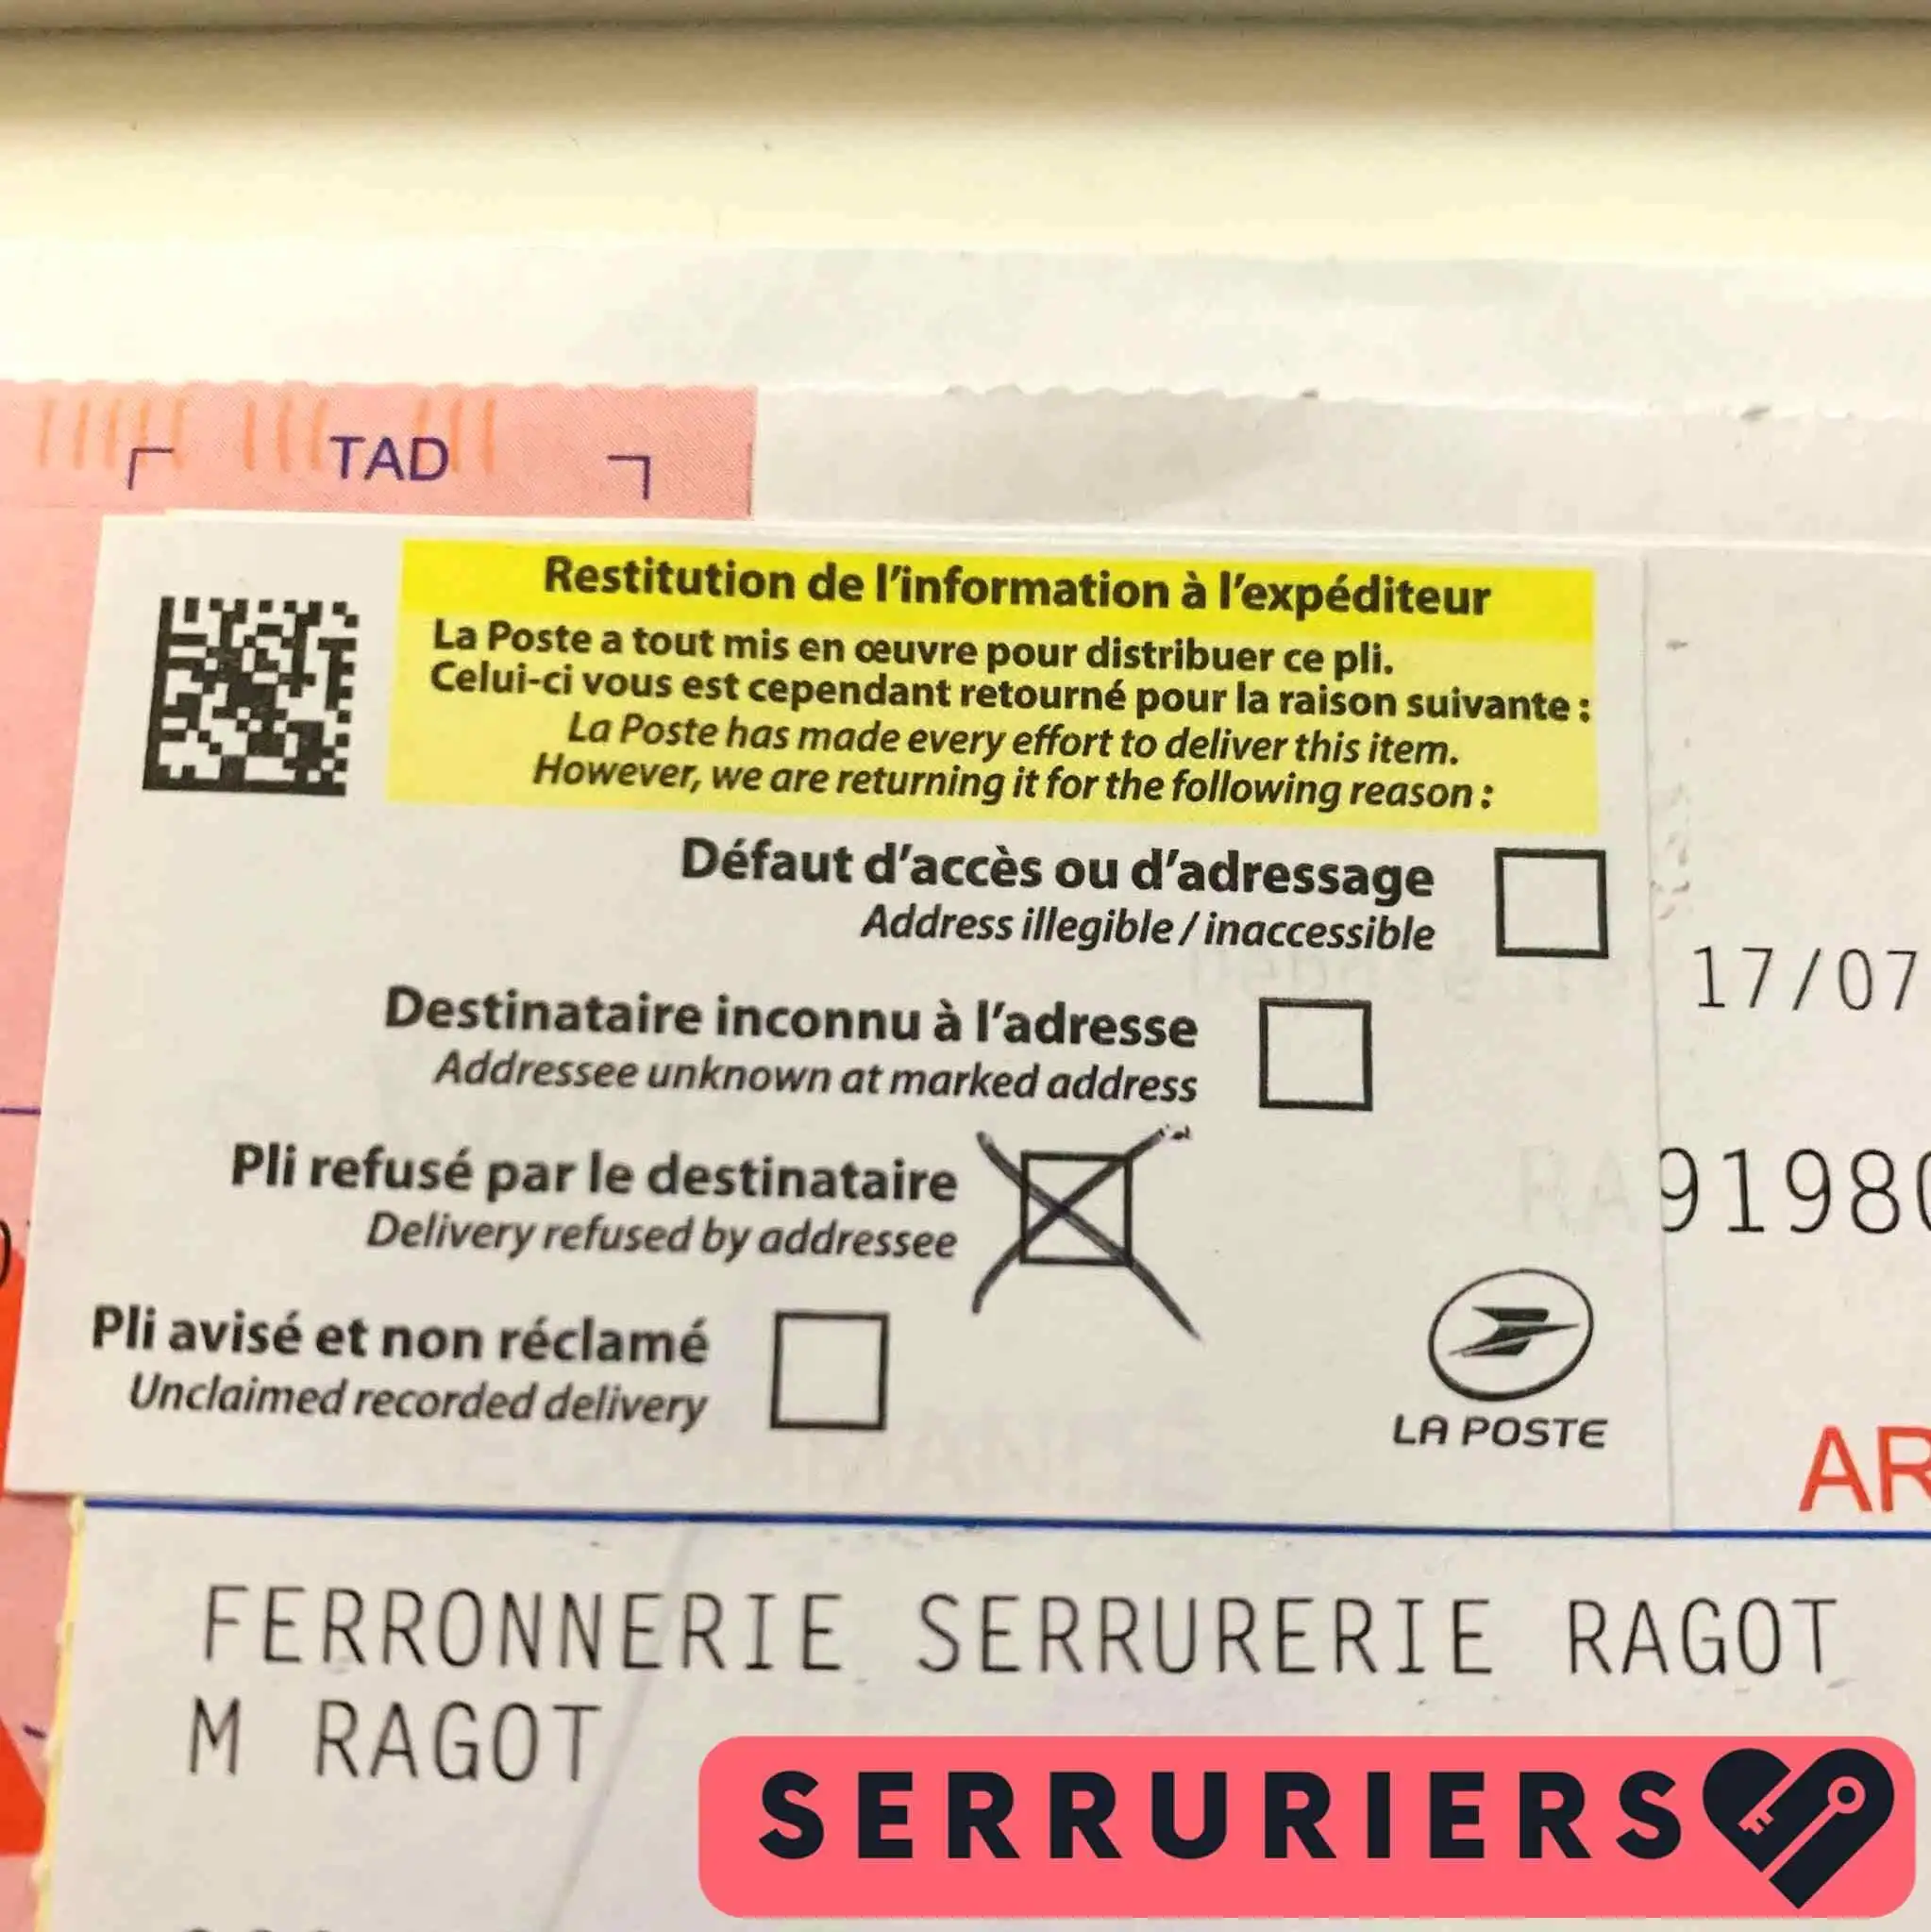 TAD
Restitution de l'information à l'expéditeur
La Poste a tout mis en œuvre pour distribuer ce pli.
Celui-ci vous est cependant retourné pour la raison suivante :
La Poste has made every effort to deliver this item.
However, we are returning it for the following reason :
Défaut d'accès ou d'adressage
Address illegible / inaccessible
17/07
Destinataire inconnu à l'adresse
Addressee unknown at marked address
Pli refusé par le destinataire
Delivery refused by addressee
9198
Pli avisé et non réclamé
Unclaimed recorded delivery
LA POSTE
AR
FERRONNERIE SERRURERIE RAGOT
M RAGOT
SERRURIERS